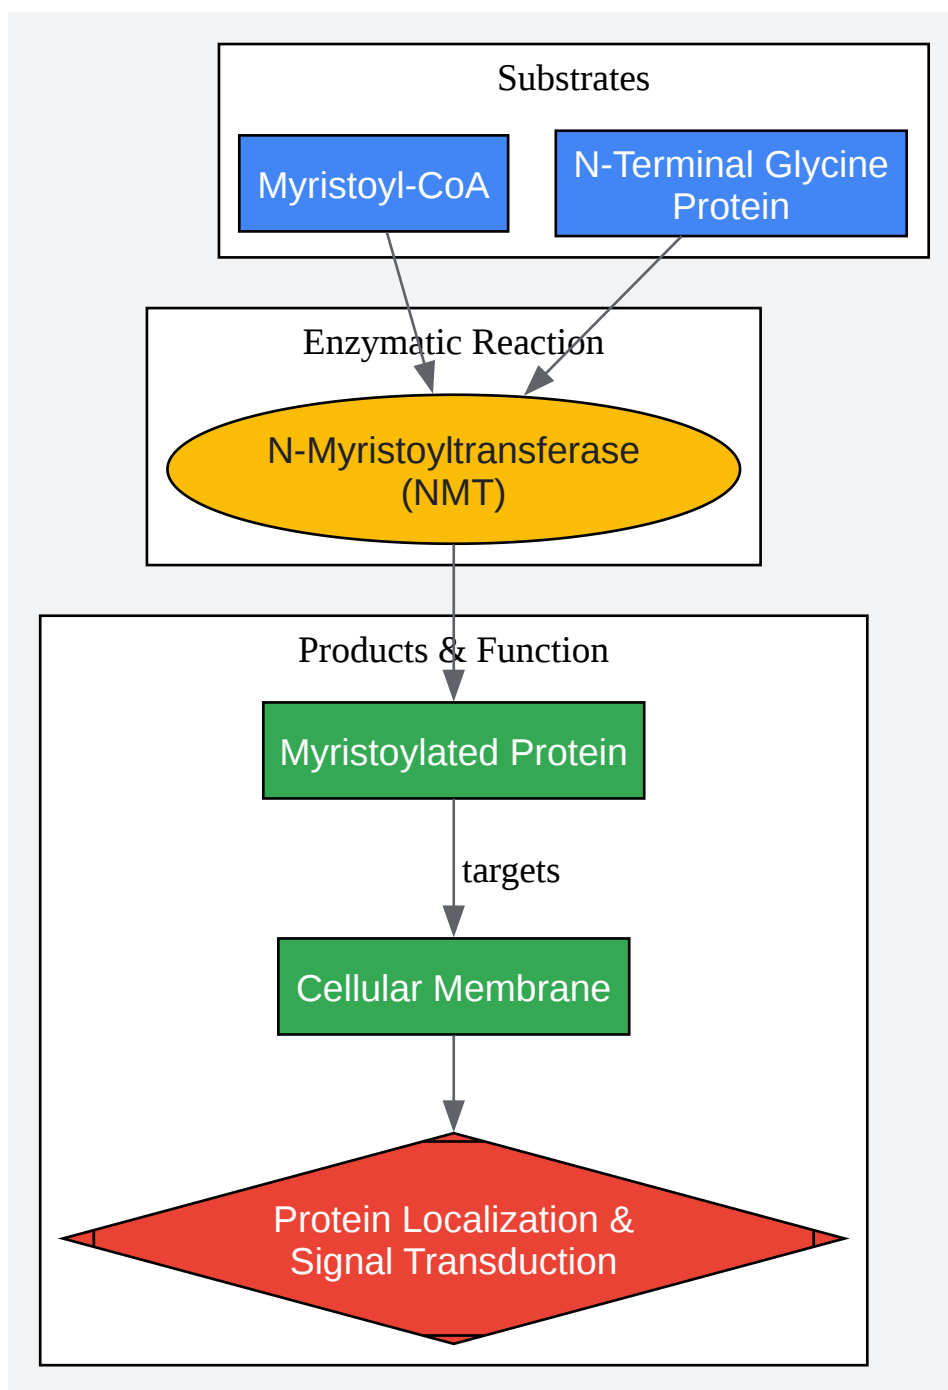 Substrates
Myristoyl-CoA
N-Terminal Glycine
Protein
Enzymatic Reaction
N-Myristoyltransferase
(NMT)
Products & Function
Myristoylated Protein
targets
Cellular Membrane
Protein Localization &
Signal Transduction